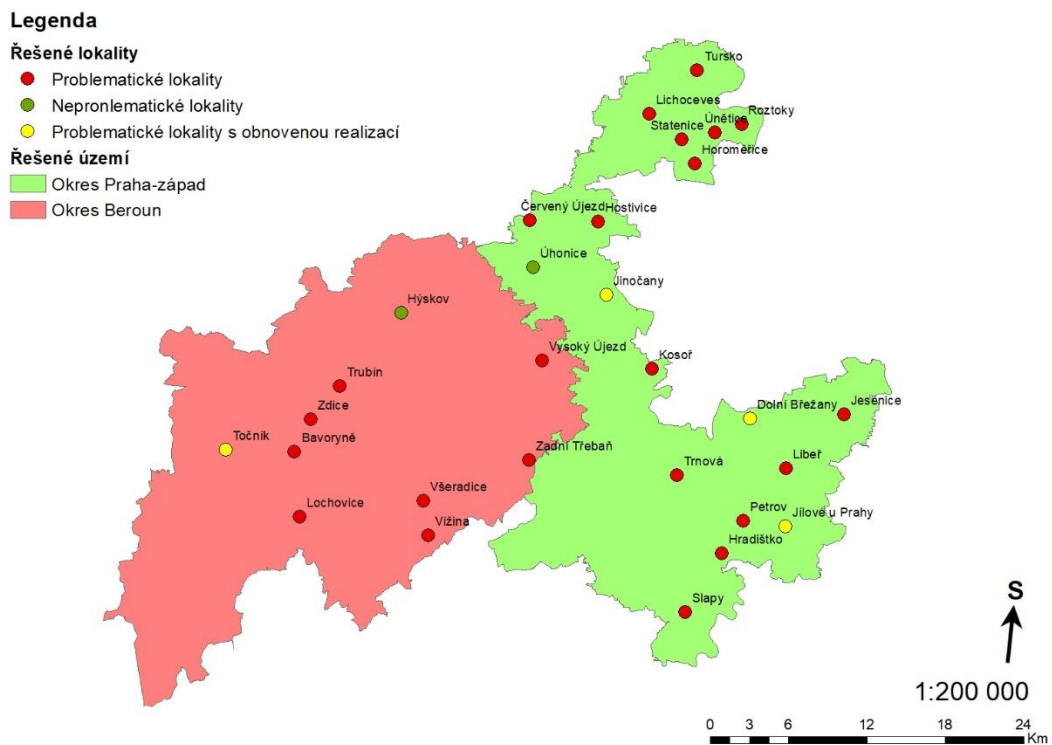 Legenda
Řešené lokality
Problematické lokality
Nepronlematické lokality
Problematické lokality s obnovenou realizací
Řešené území
Okres Praha-západ
Okres Beroun
Tursko
Lichoceves
Roztoky
Únětice
Statenice
Horoměřice
Červený Újezd
Hostivice
Úhonice
Jinočany
Hýskov
Vysoký Újezd
Kosoř
Trubín
Dolní Břežany
Jesenice
Zdice
Točník
Bavoryně
Zadní Třebaň
Trnová
Libeř
Všeradice
Lochovice
Petrov
Jílové u Prahy
Vižina
Hradištko
Slapy
S
1:200 000
0 3 6 12 18 24
Km